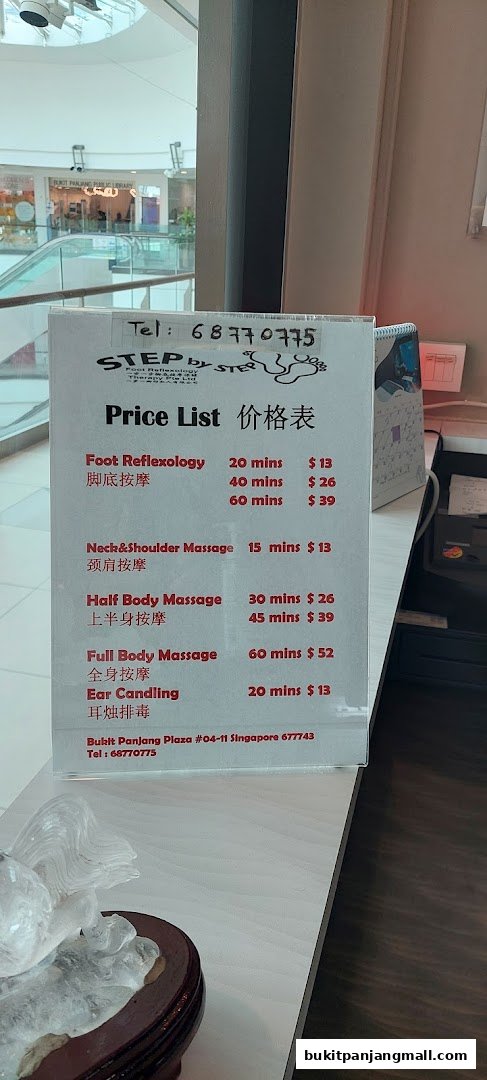 BUKIT PANJANG PUBLIC LIBRARY
Tel: 68770775
STEP by STEP
Foot Reflexology
Therapy Pte Ltd
Price List 价格表
Foot Reflexology 20 mins $ 13
脚底按摩 40 mins $ 26
60 mins $ 39
Neck&Shoulder Massage 15 mins $ 13
颈肩按摩
Half Body Massage 30 mins $ 26
上半身按摩 45 mins $ 39
Full Body Massage 60 mins $ 52
全身按摩
Ear Candling 20 mins $ 13
耳烛排毒
Bukit Panjang Plaza #04-11 Singapore 677743
Tel : 68770775
bukitpanjangmall.com